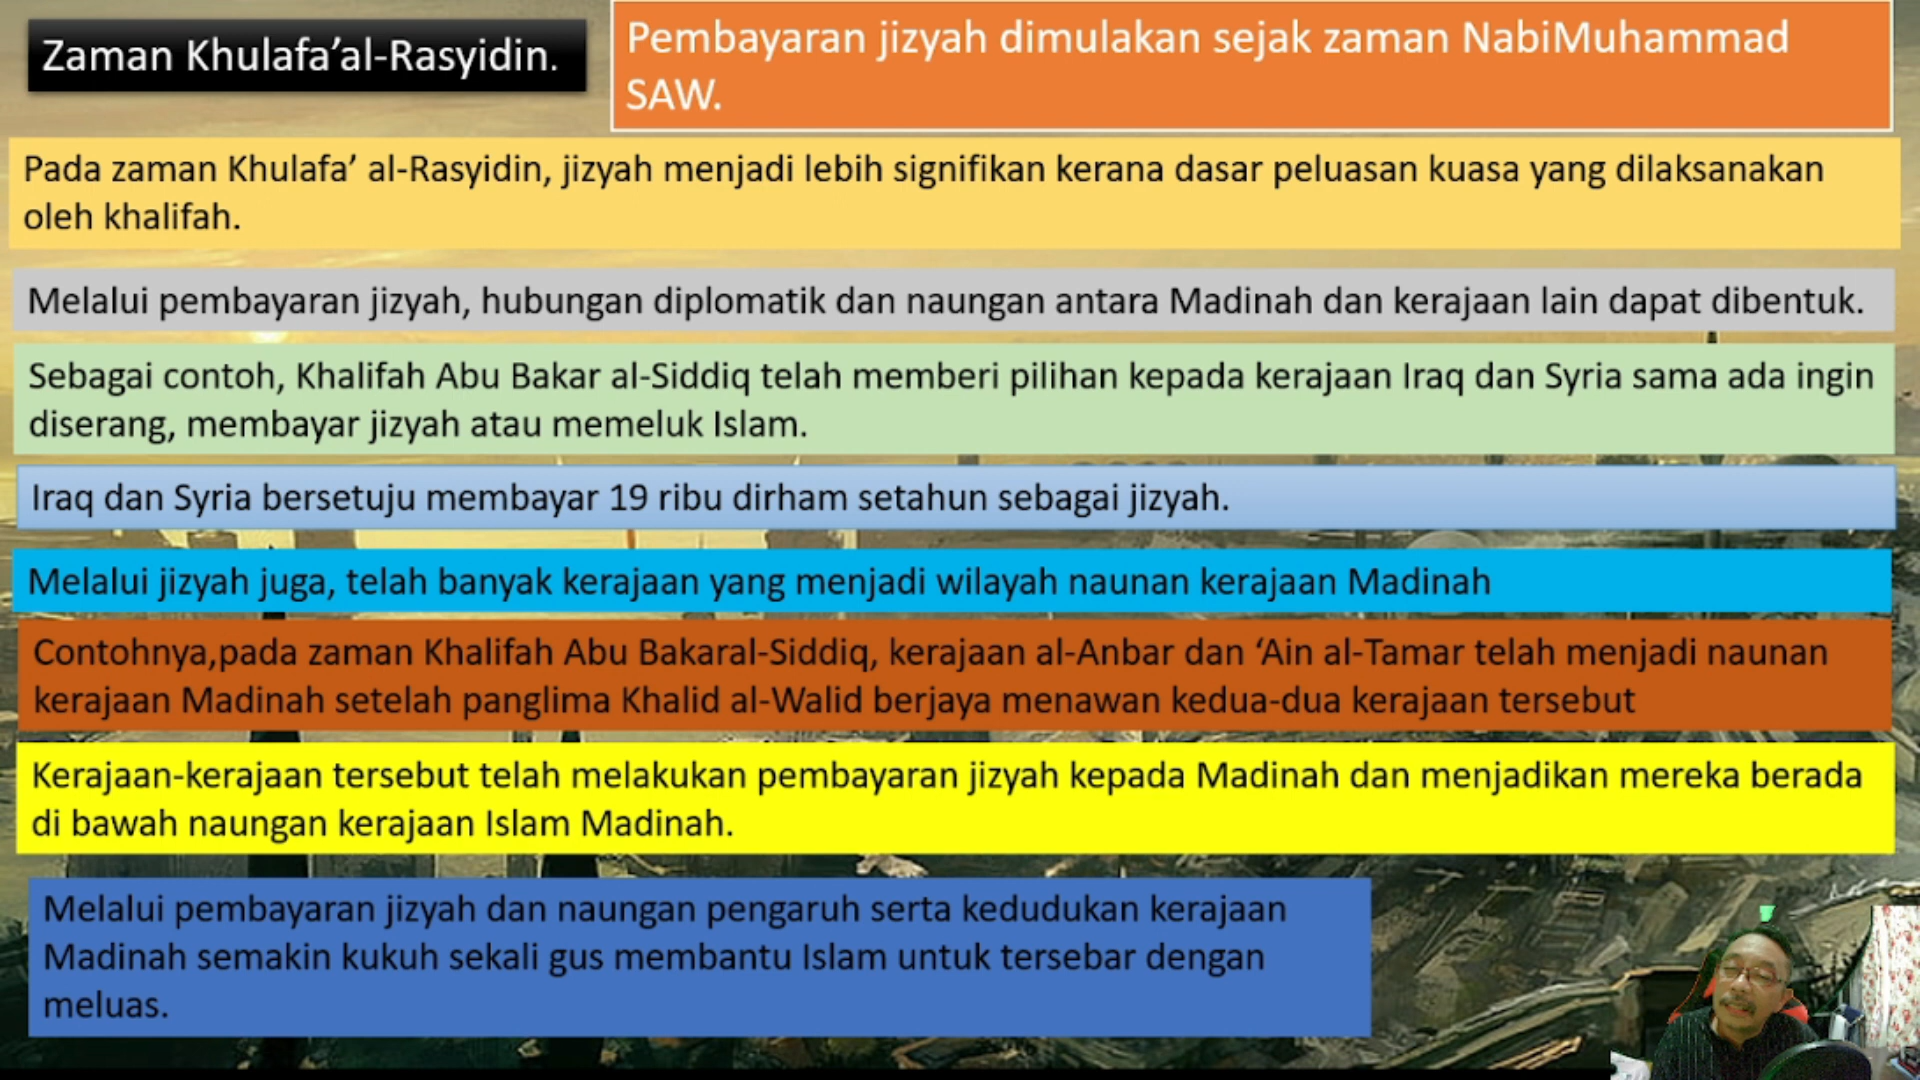 Zaman Khulafa’al-Rasyidin.
Pembayaran jizyah dimulakan sejak zaman NabiMuhammad
SAW.
Pada zaman Khulafa’ al-Rasyidin, jizyah menjadi lebih signifikan kerana dasar peluasan kuasa yang dilaksanakan
oleh khalifah.
Melalui pembayaran jizyah, hubungan diplomatik dan naungan antara Madinah dan kerajaan lain dapat dibentuk.
Sebagai contoh, Khalifah Abu Bakar al-Siddiq telah memberi pilihan kepada kerajaan Iraq dan Syria sama ada ingin
diserang, membayar jizyah atau memeluk Islam.
Iraq dan Syria bersetuju membayar 19 ribu dirham setahun sebagai jizyah.
Melalui jizyah juga, telah banyak kerajaan yang menjadi wilayah naunan kerajaan Madinah
Contohnya,pada zaman Khalifah Abu Bakaral-Siddiq, kerajaan al-Anbar dan ‘Ain al-Tamar telah menjadi naunan
kerajaan Madinah setelah panglima Khalid al-Walid berjaya menawan kedua-dua kerajaan tersebut
Kerajaan-kerajaan tersebut telah melakukan pembayaran jizyah kepada Madinah dan menjadikan mereka berada
di bawah naungan kerajaan Islam Madinah.
Melalui pembayaran jizyah dan naungan pengaruh serta kedudukan kerajaan
Madinah semakin kukuh sekali gus membantu Islam untuk tersebar dengan
meluas.